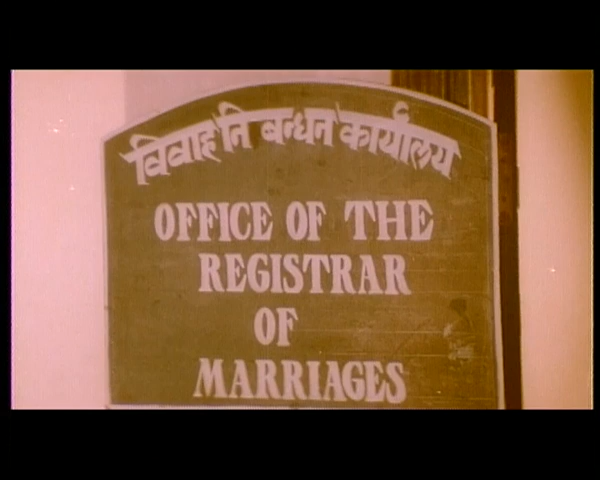 विवाह नि बन्धन कार्यालय
OFFICE OF THE
REGISTRAR
OF
MARRIAGES